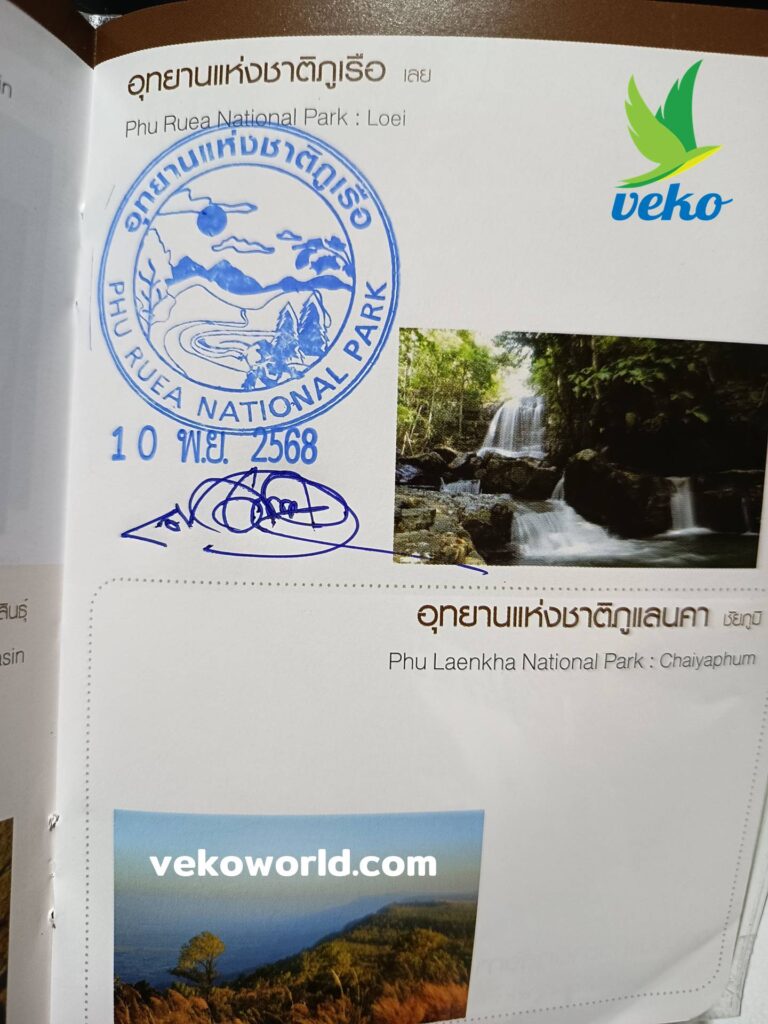 อุทยานแห่งชาติภูเรือ เลย
Phu Ruea National Park : Loei
veko
อุทยานแห่งชาติภูเรือ
PHU RUEA NATIONAL PARK
10 พ.ย. 2568
อุทยานแห่งชาติภูแลนคา ชัยภูมิ
Phu Laenkha National Park : Chaiyaphum
vekoworld.com